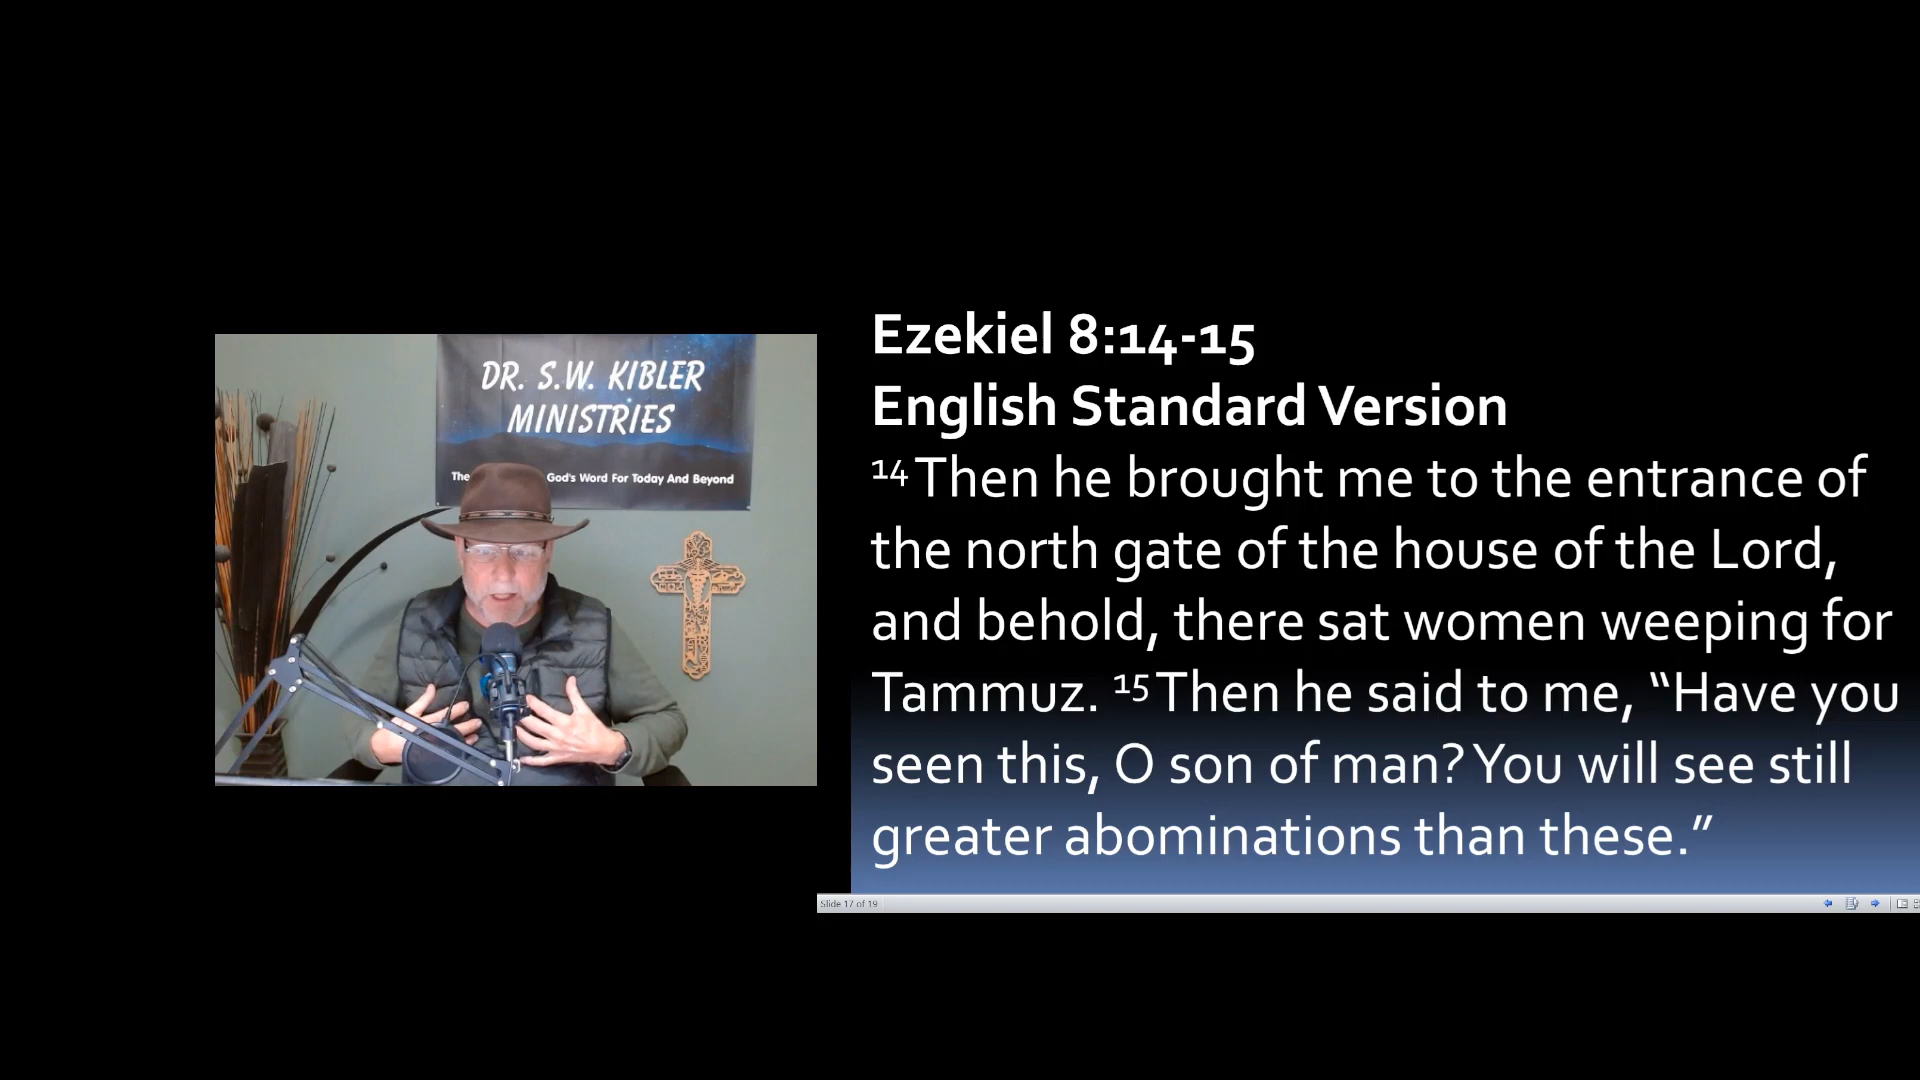 DR. S.W. KIBLER
MINISTRIES
The God's Word For Today And Beyond
Ezekiel 8:14-15
English Standard Version
14 Then he brought me to the entrance of
the north gate of the house of the Lord,
and behold, there sat women weeping for
Tammuz. 15 Then he said to me, “Have you
seen this, O son of man? You will see still
greater abominations than these.”
Slide 17 of 19